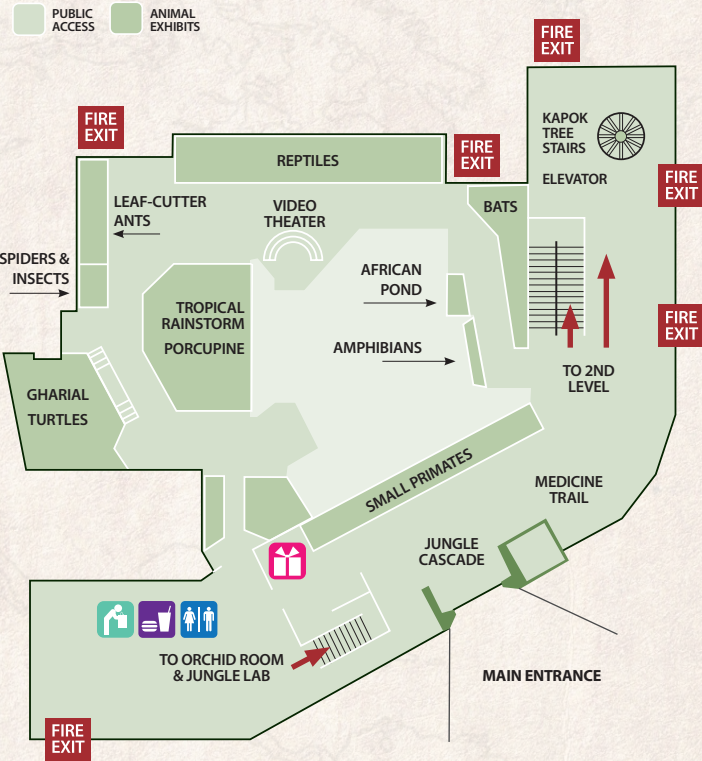 PUBLIC
ACCESS
ANIMAL
EXHIBITS
FIRE
EXIT
FIRE
EXIT
FIRE
EXIT
FIRE
EXIT
FIRE
EXIT
KAPOK
TREE
STAIRS
ELEVATOR
REPTILES
BATS
LEAF-CUTTER
ANTS
VIDEO
THEATER
SPIDERS &
INSECTS
AFRICAN
POND
TROPICAL
RAINSTORM
PORCUPINE
AMPHIBIANS
TO 2ND
LEVEL
GHARIAL
TURTLES
SMALL PRIMATES
MEDICINE
TRAIL
JUNGLE
CASCADE
TO ORCHID ROOM
& JUNGLE LAB
MAIN ENTRANCE
FIRE
EXIT